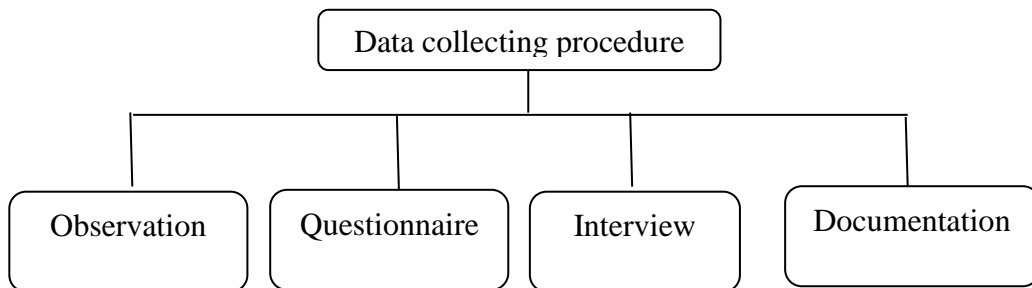 Data collecting procedure
Observation
Questionnaire
Interview
Documentation